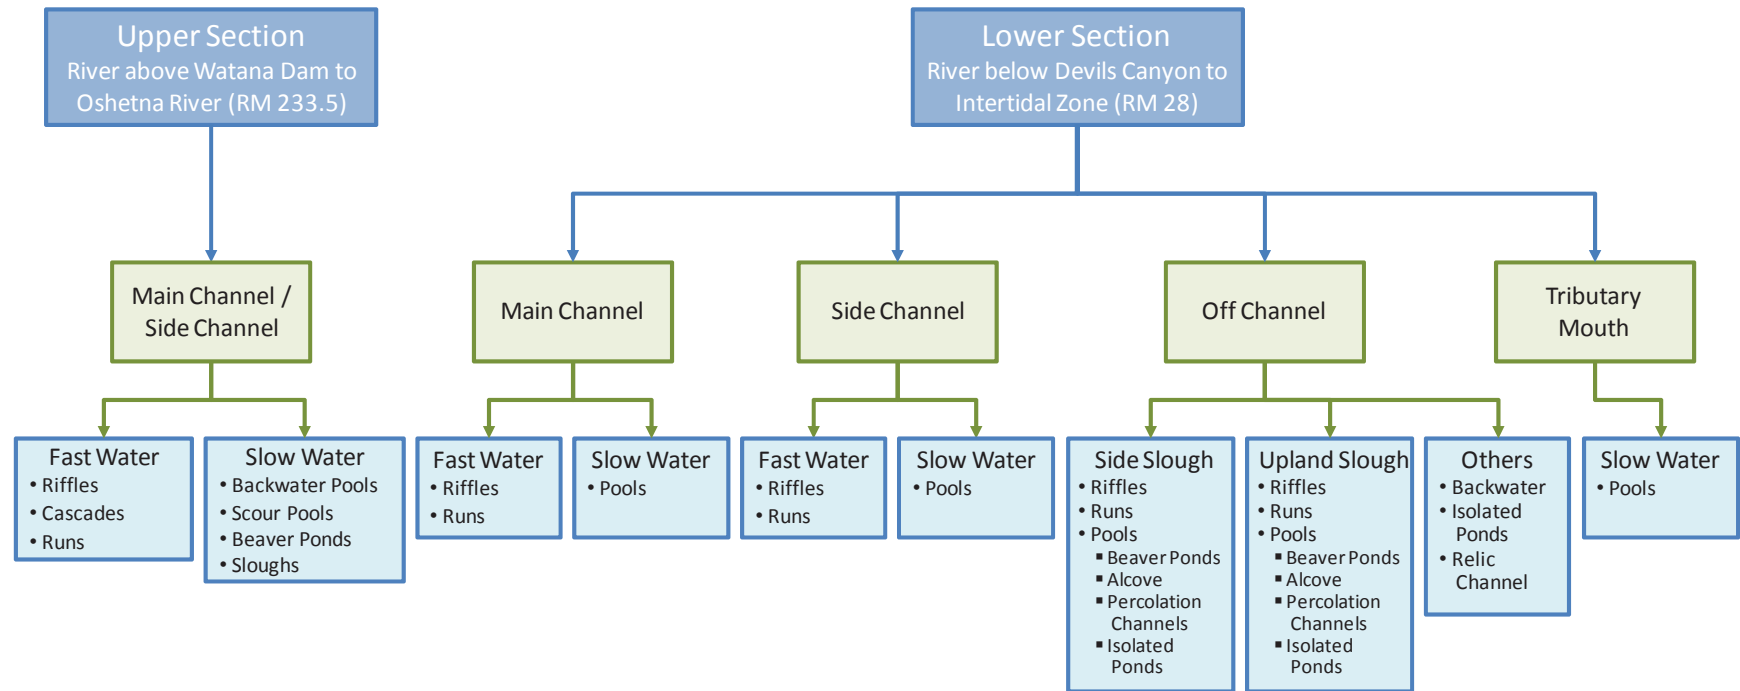 Upper Section
River above Watana Dam to
Oshetna River (RM 233.5)
Lower Section
River below Devils Canyon to
Intertidal Zone (RM 28)
Main Channel /
Side Channel
Main Channel
Side Channel
Off Channel
Tributary
Mouth
Fast Water
• Riffles
• Cascades
• Runs
Slow Water
• Backwater Pools
• Scour Pools
• Beaver Ponds
• Sloughs
Fast Water
• Riffles
• Runs
Slow Water
• Pools
Fast Water
• Riffles
• Runs
Slow Water
• Pools
Side Slough
• Riffles
• Runs
• Pools
▪ Beaver Ponds
▪ Alcove
▪ Percolation
Channels
▪ Isolated
Ponds
Upland Slough
• Riffles
• Runs
• Pools
▪ Beaver Ponds
▪ Alcove
▪ Percolation
Channels
▪ Isolated
Ponds
Others
• Backwater
• Isolated
Ponds
• Relic
Channel
Slow Water
• Pools